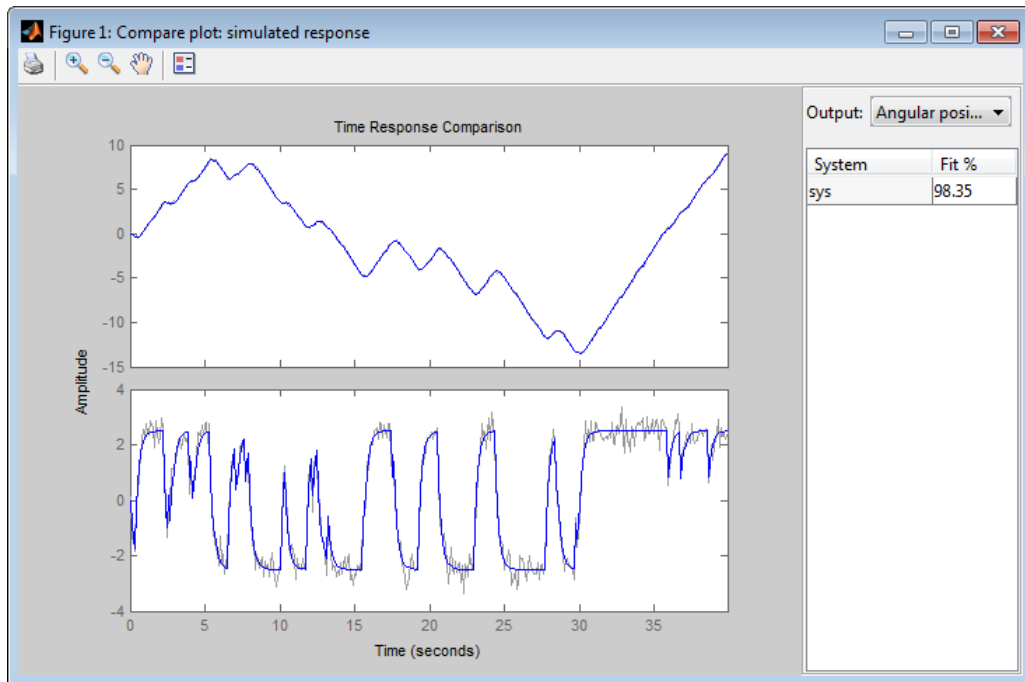 Figure 1: Compare plot: simulated response
Output: Angular posi...
System Fit %
sys 98.35
Time Response Comparison
10
5
0
-5
-10
-15
Amplitude
4
2
0
-2
-4
0 5 10 15 20 25 30 35
Time (seconds)